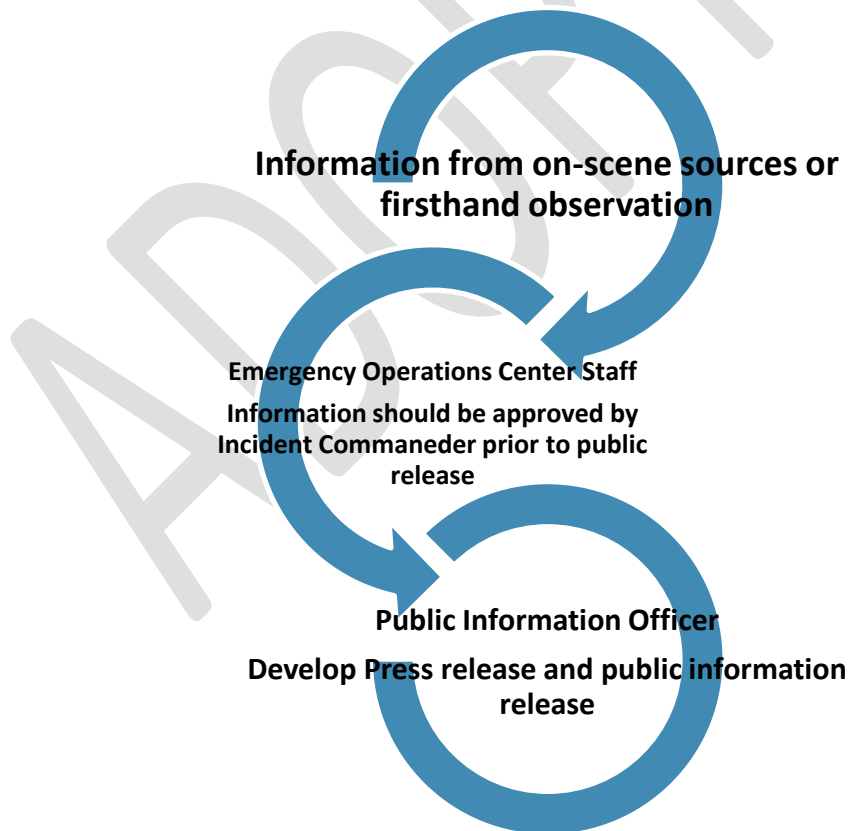 Information from on-scene sources or
firsthand observation
Emergency Operations Center Staff
Information should be approved by
Incident Commaneder prior to public
release
Public Information Officer
Develop Press release and public information
release